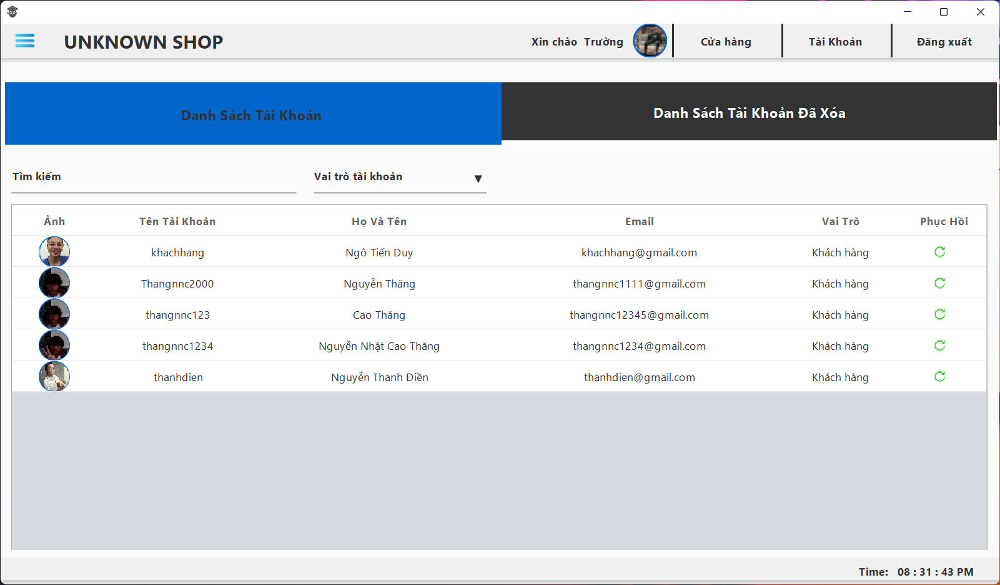 UNKNOWN SHOP
Xin chào Trường
Cửa hàng
Tài Khoản
Đăng xuất
Danh Sách Tài Khoản
Danh Sách Tài Khoản Đã Xóa
Tìm kiếm
Vai trò tài khoản
Ảnh Tên Tài Khoản Họ Và Tên Email Vai Trò Phục Hồi
khachhang Ngô Tiến Duy khachhang@gmail.com Khách hàng
Thangnnc2000 Nguyễn Thăng thangnnc1111@gmail.com Khách hàng
thangnnc123 Cao Thăng thangnnc12345@gmail.com Khách hàng
thangnnc1234 Nguyễn Nhật Cao Thăng thangnnc1234@gmail.com Khách hàng
thanhdien Nguyễn Thanh Điền thanhdien@gmail.com Khách hàng
Time: 08 : 31 : 43 PM